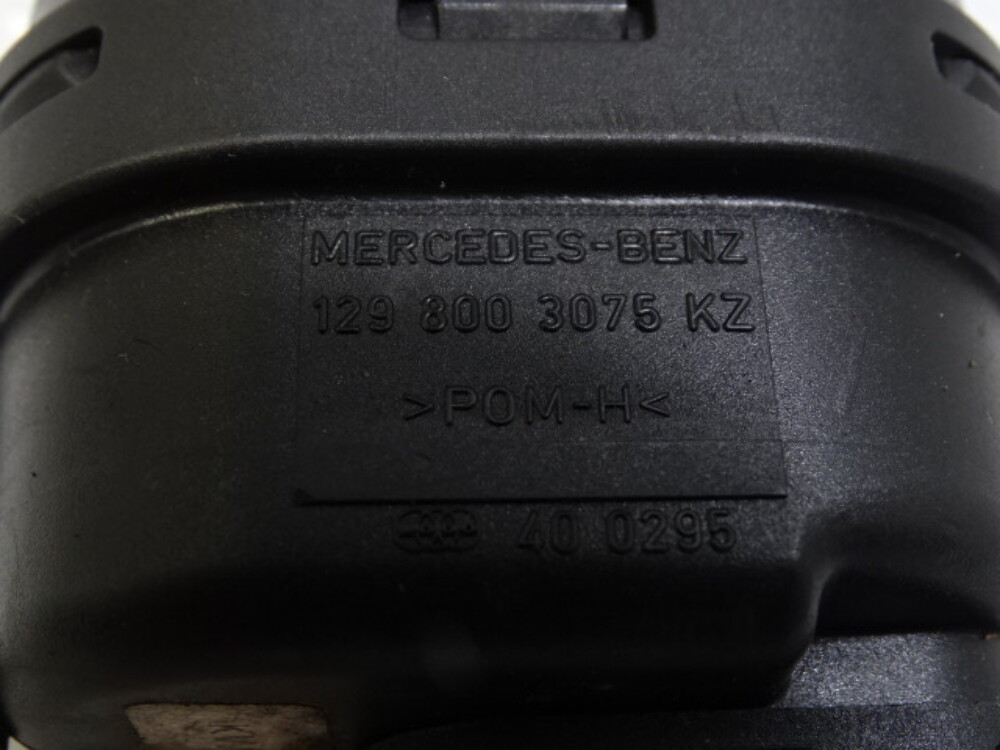 MERCEDES-BENZ
129 800 3075 KZ
>POM-H<
40 0295